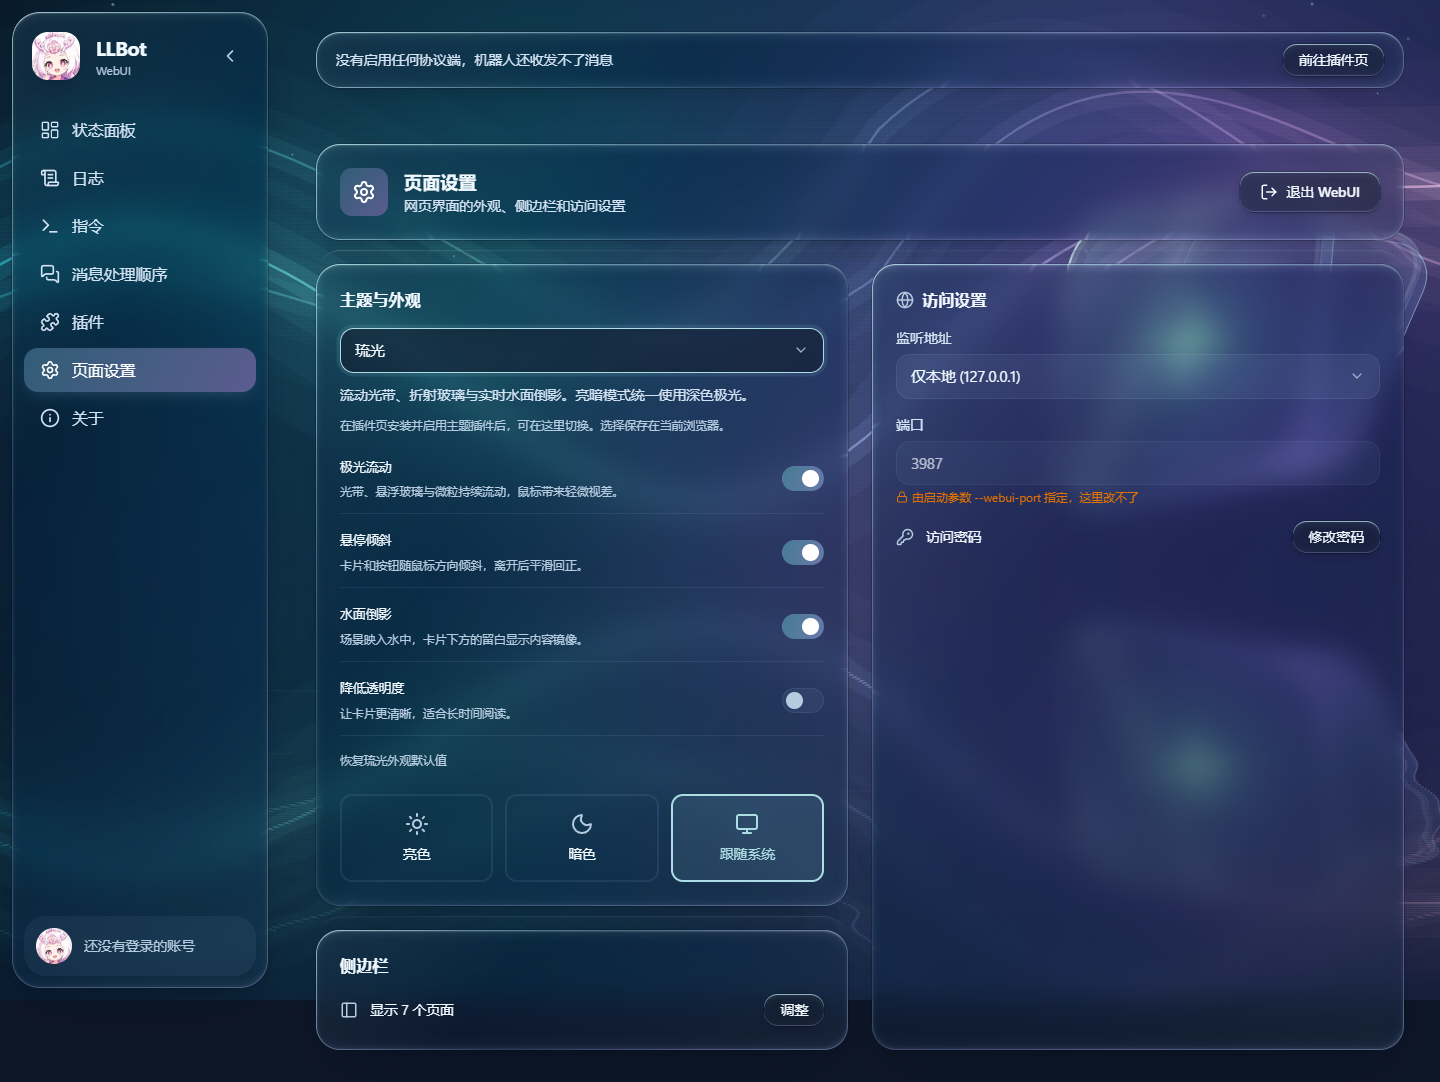 LLBot
WebUI
状态面板
日志
指令
消息处理顺序
插件
页面设置
关于
还没有登录的账号
没有启用任何协议端，机器人还收发不了消息
前往插件页
页面设置
网页界面的外观、侧边栏和访问设置
退出 WebUI
主题与外观
琉光
流动光带、折射玻璃与实时水面倒影。亮暗模式统一使用深色极光。
在插件页安装并启用主题插件后，可在这里切换。选择保存在当前浏览器。
极光流动
光带、悬浮玻璃与微粒持续流动，鼠标带来轻微视差。
悬停倾斜
卡片和按钮随鼠标方向倾斜，离开后平滑回正。
水面倒影
场景映入水中，卡片下方的留白显示内容镜像。
降低透明度
让卡片更清晰，适合长时间阅读。
恢复琉光外观默认值
亮色
暗色
跟随系统
侧边栏
显示 7 个页面
调整
访问设置
监听地址
仅本地 (127.0.0.1)
端口
3987
由启动参数 --webui-port 指定，这里改不了
访问密码
修改密码